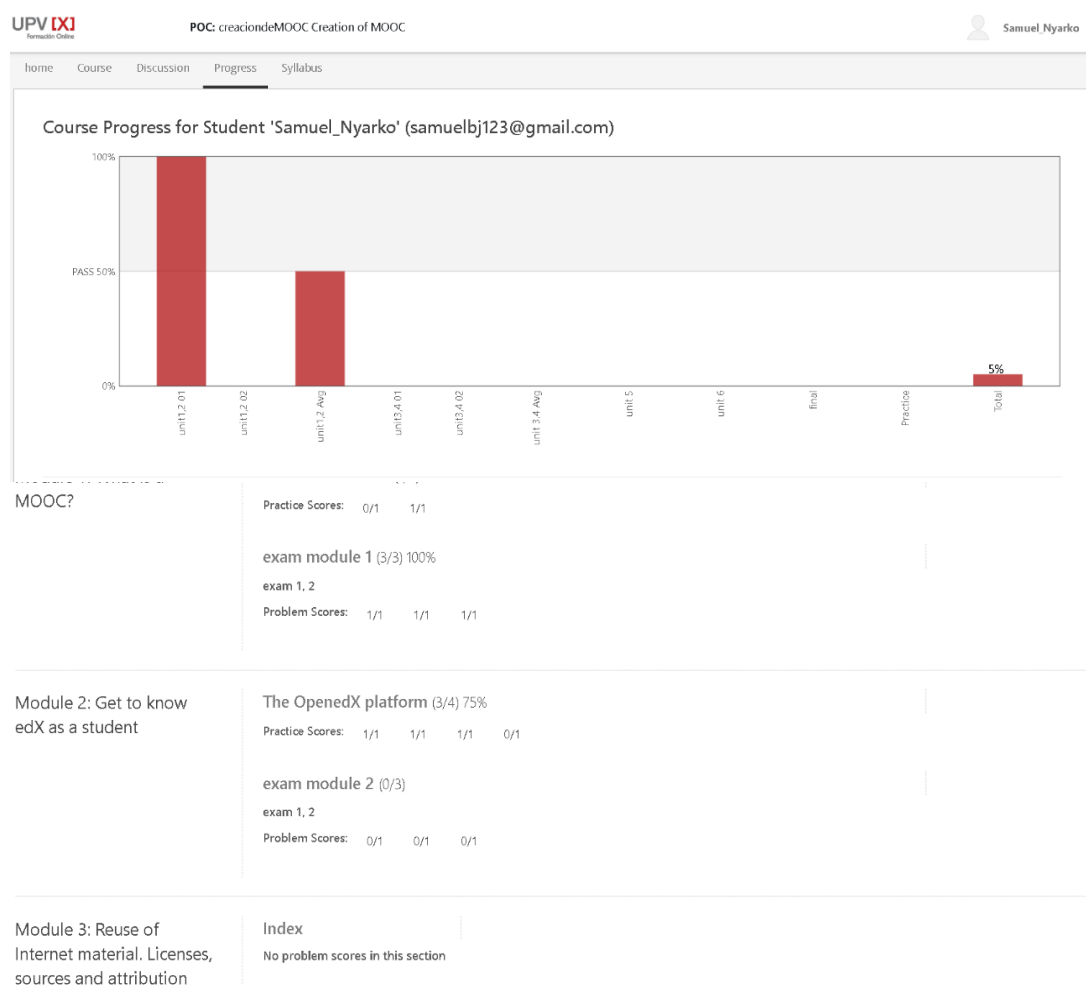 UPV [X]
Formación Online
POC: creaciondeMOOC Creation of MOOC
Samuel_Nyarko
home Course Discussion Progress Syllabus
Course Progress for Student 'Samuel_Nyarko' (samuelbj123@gmail.com)
100%
PASS 50%
0%
5%
unit1,2 01
unit1,2 02
unit1,2 Avg
unit3,4 01
unit3,4 02
unit 3,4 Avg
unit 5
unit 6
final
Practice
Total
MOOC?
Practice Scores: 0/1 1/1
exam module 1 (3/3) 100%
exam 1, 2
Problem Scores: 1/1 1/1 1/1
Module 2: Get to know
edX as a student
The OpenedX platform (3/4) 75%
Practice Scores: 1/1 1/1 1/1 0/1
exam module 2 (0/3)
exam 1, 2
Problem Scores: 0/1 0/1 0/1
Module 3: Reuse of
Internet material. Licenses,
sources and attribution
Index
No problem scores in this section